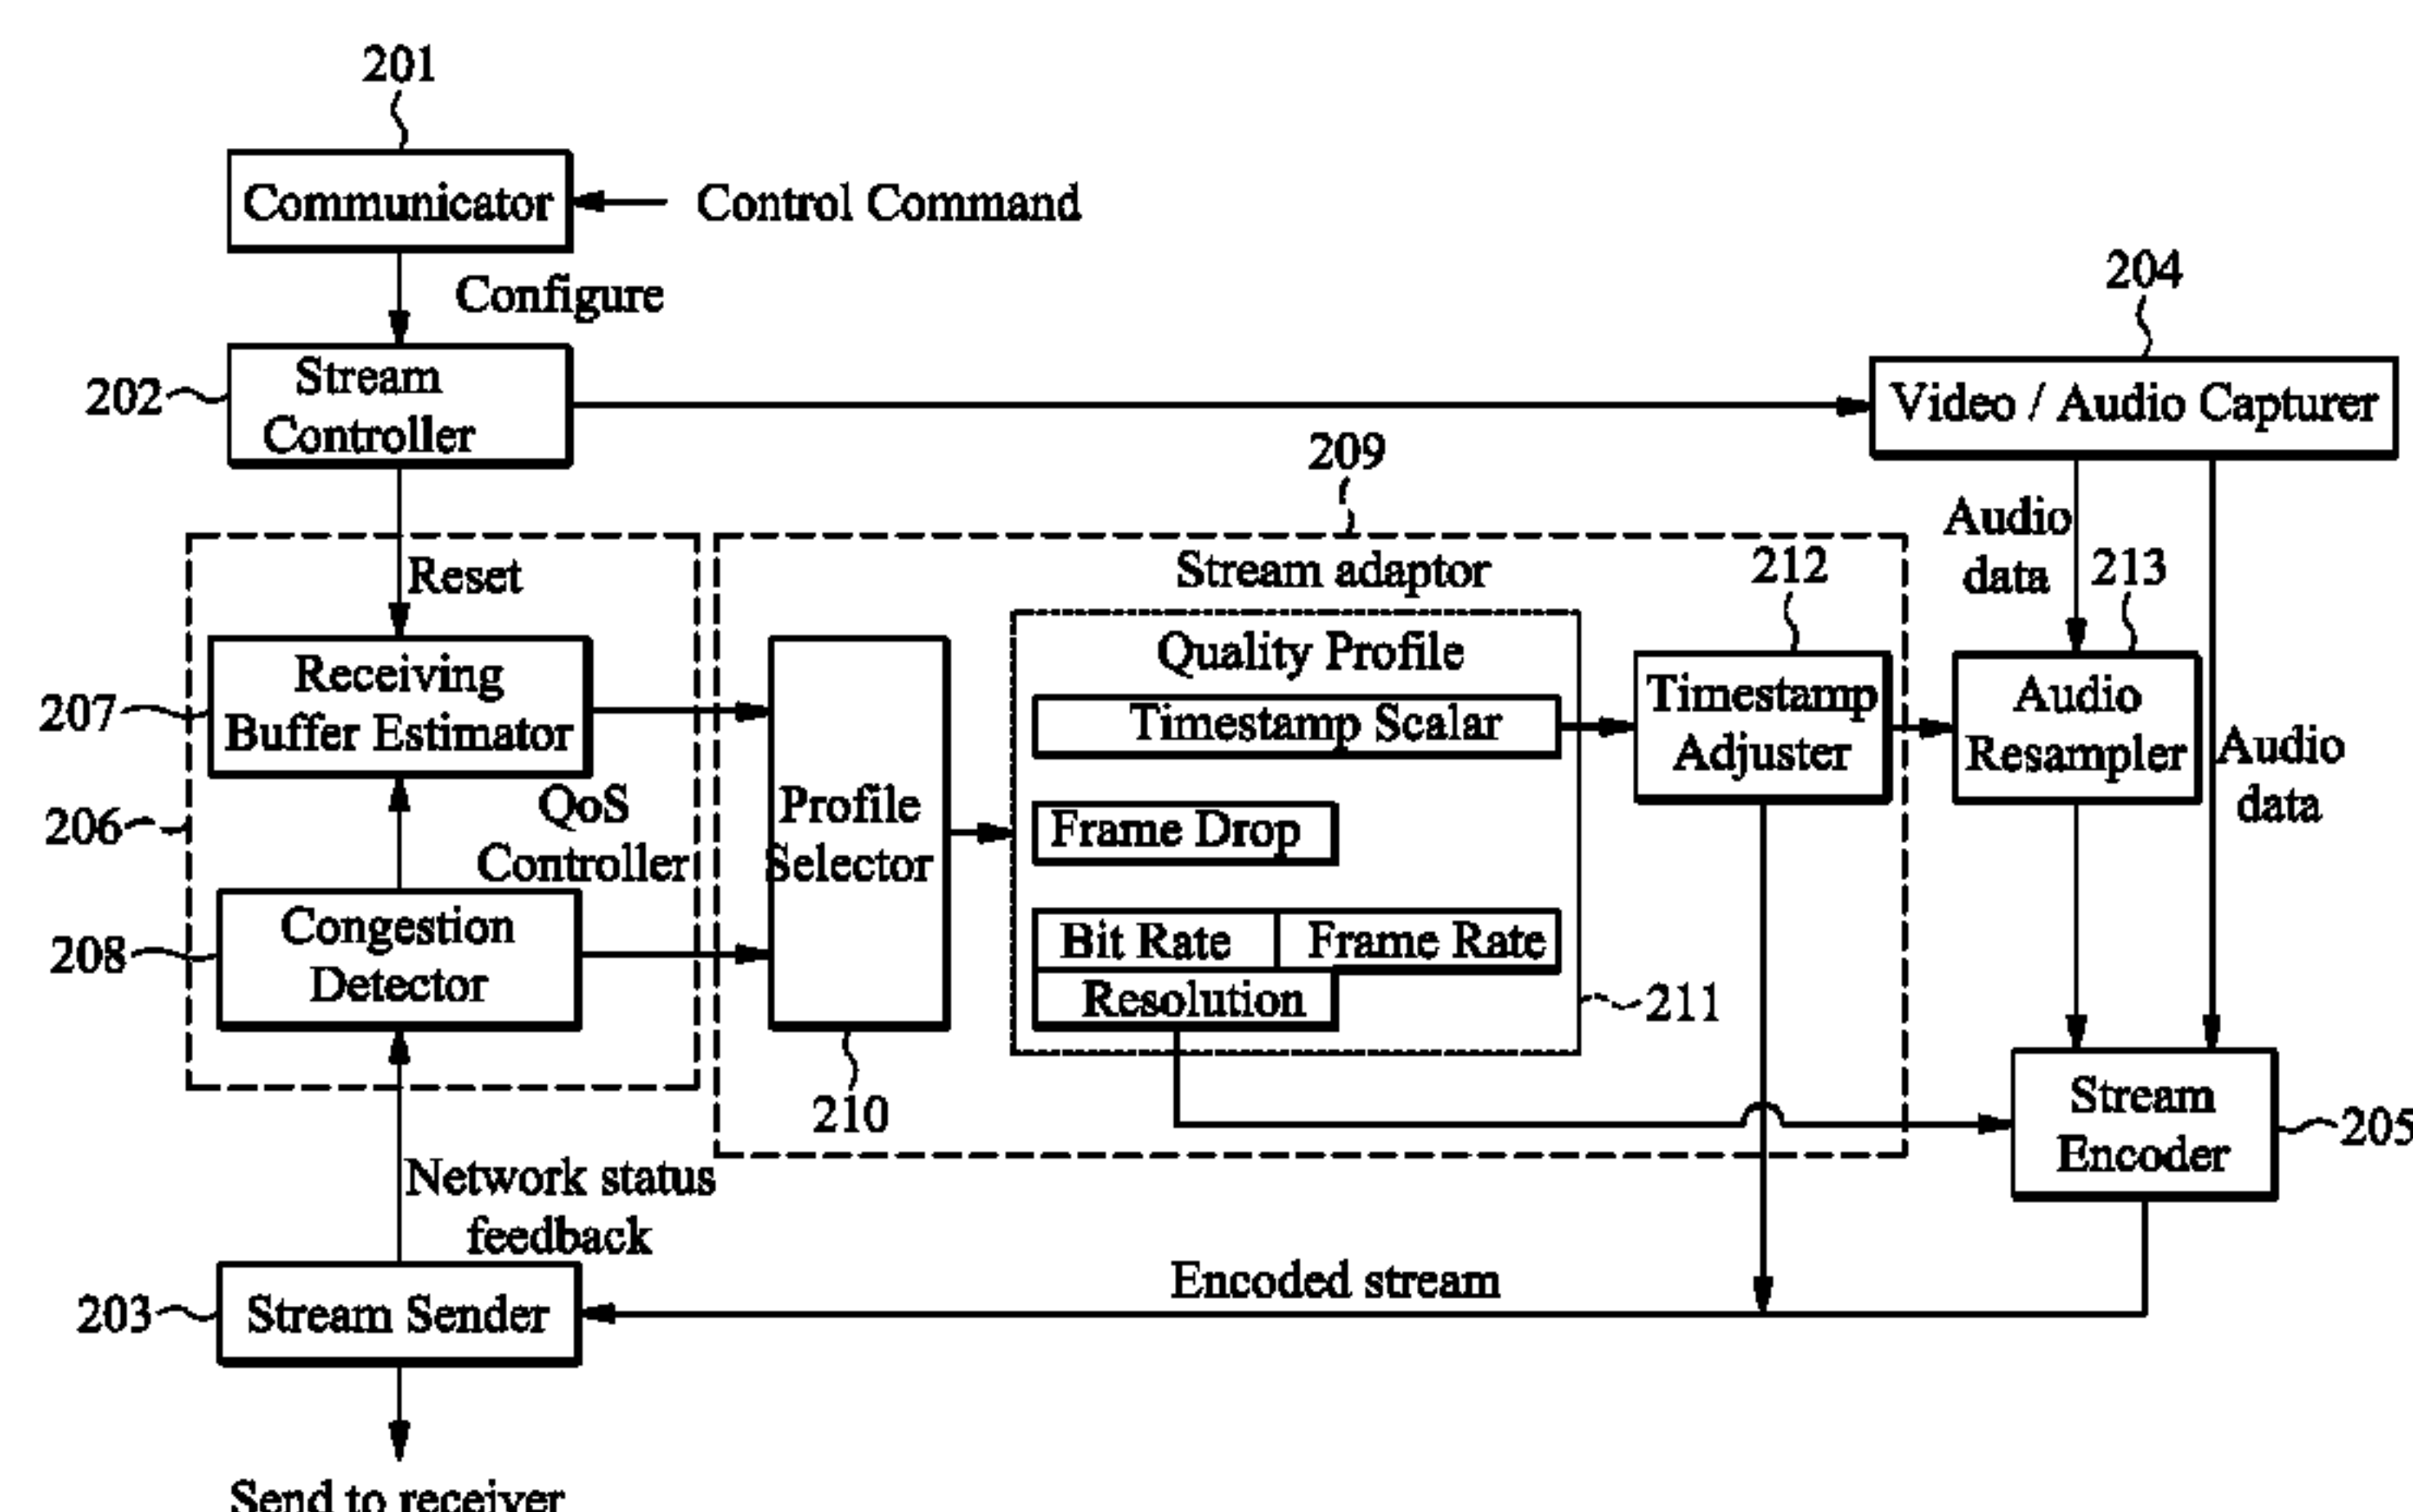 201
Communicator
Control Command
Configure
204
202
Stream
Controller
Video / Audio Capturer
209
Audio
data
Reset
Stream adaptor
212
213
207
Receiving
Buffer Estimator
Quality Profile
Timestamp Scalar
Timestamp
Adjuster
Audio
Resampler
Audio
data
206
QoS
Controller
Profile
Selector
Frame Drop
208
Congestion
Detector
Bit Rate
Frame Rate
Resolution
211
210
Stream
Encoder
205
Network status
feedback
Encoded stream
203
Stream Sender
Send to receiver